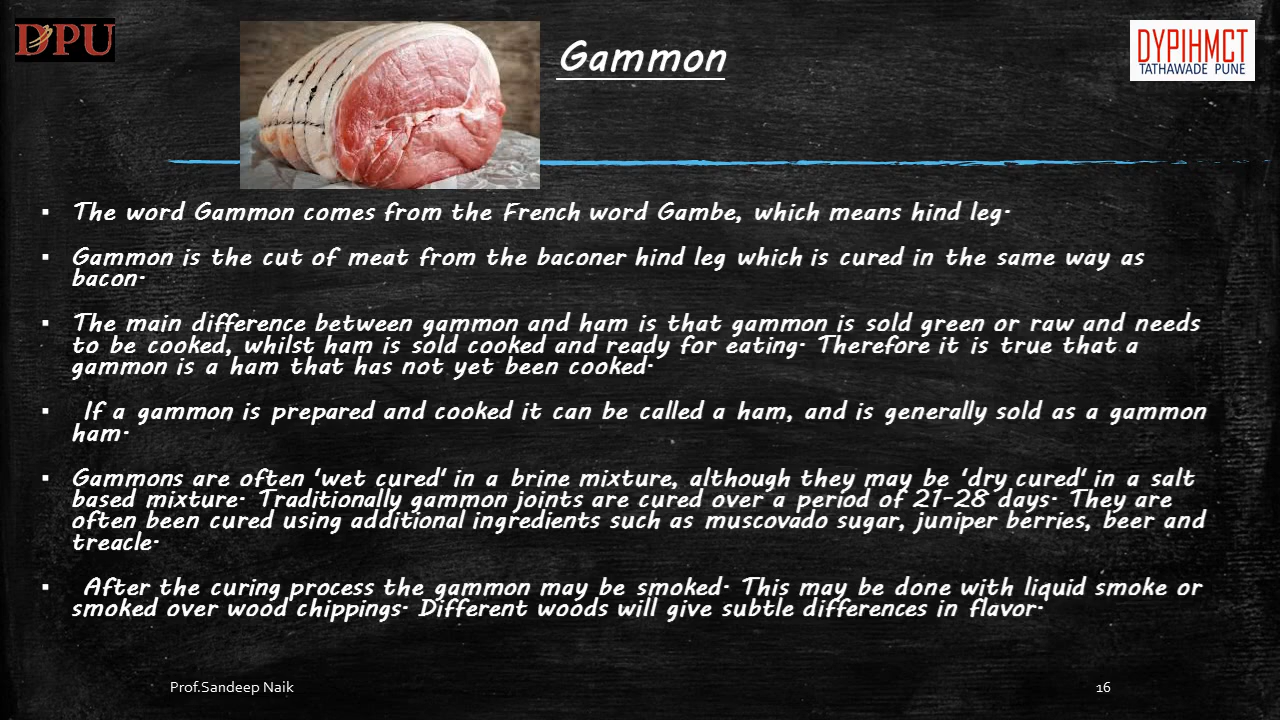 DPU
Gammon
DYPIHMCT
TATHAWADE PUNE
▪ The word Gammon comes from the French word Gambe, which means hind leg.
▪ Gammon is the cut of meat from the baconer hind leg which is cured in the same way as
bacon.
▪ The main difference between gammon and ham is that gammon is sold green or raw and needs
to be cooked, whilst ham is sold cooked and ready for eating. Therefore it is true that a
gammon is a ham that has not yet been cooked.
▪ If a gammon is prepared and cooked it can be called a ham, and is generally sold as a gammon
ham.
▪ Gammons are often 'wet cured' in a brine mixture, although they may be 'dry cured' in a salt
based mixture. Traditionally gammon joints are cured over a period of 21-28 days. They are
often been cured using additional ingredients such as muscovado sugar, juniper berries, beer and
treacle.
▪ After the curing process the gammon may be smoked. This may be done with liquid smoke or
smoked over wood chippings. Different woods will give subtle differences in flavor.
Prof.Sandeep Naik
16